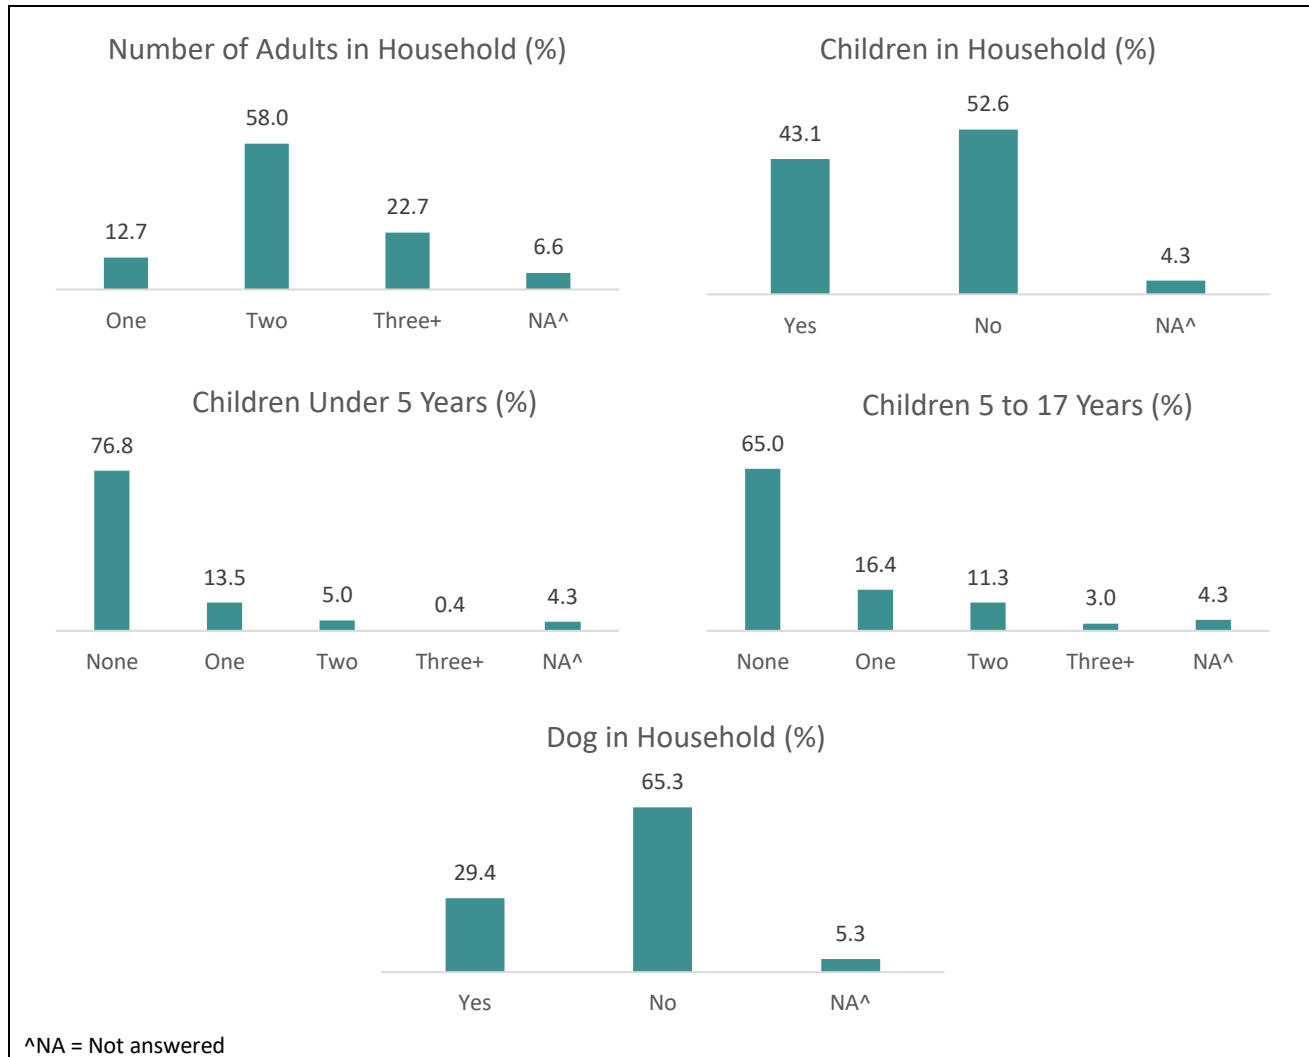 Number of Adults in Household (%)
58.0
22.7
12.7
6.6
One Two Three+ NA^
Children in Household (%)
52.6
43.1
4.3
Yes No NA^
Children Under 5 Years (%)
76.8
13.5
5.0
0.4
4.3
None One Two Three+ NA^
Children 5 to 17 Years (%)
65.0
16.4
11.3
3.0
4.3
None One Two Three+ NA^
Dog in Household (%)
65.3
29.4
5.3
Yes No NA^
^NA = Not answered